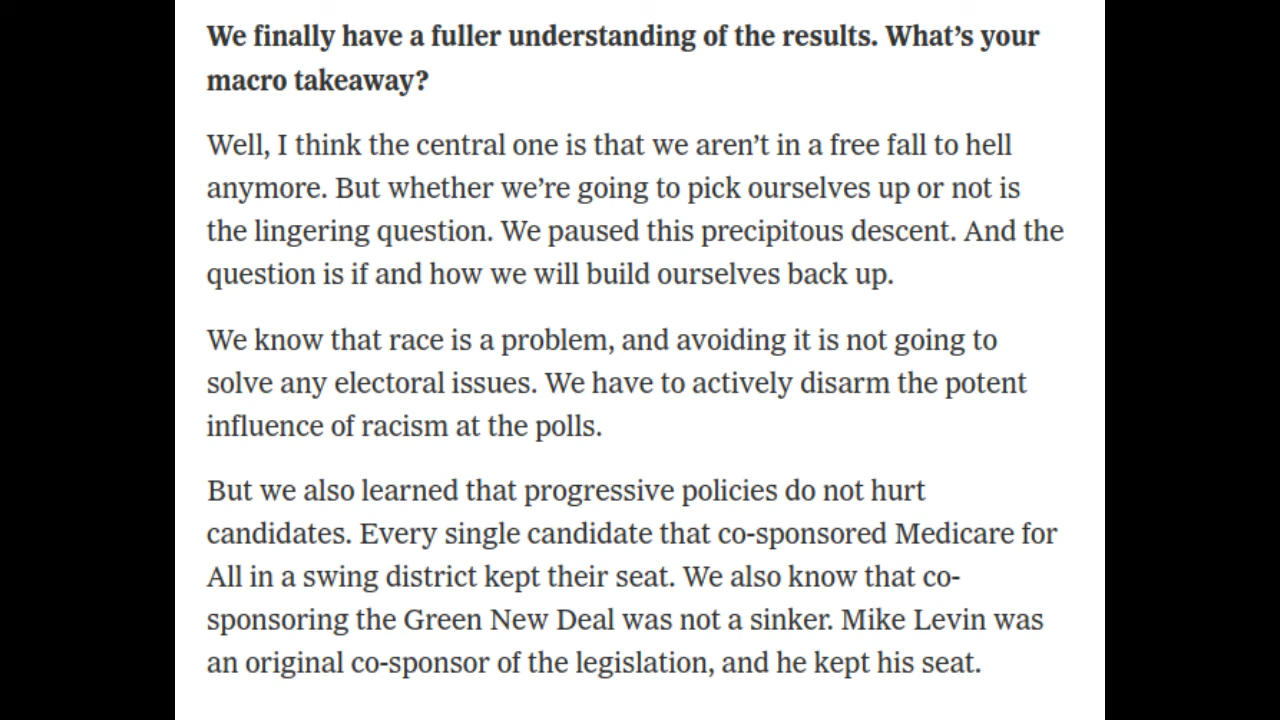 We finally have a fuller understanding of the results. What’s your
macro takeaway?
Well, I think the central one is that we aren’t in a free fall to hell
anymore. But whether we’re going to pick ourselves up or not is
the lingering question. We paused this precipitous descent. And the
question is if and how we will build ourselves back up.
We know that race is a problem, and avoiding it is not going to
solve any electoral issues. We have to actively disarm the potent
influence of racism at the polls.
But we also learned that progressive policies do not hurt
candidates. Every single candidate that co-sponsored Medicare for
All in a swing district kept their seat. We also know that co-
sponsoring the Green New Deal was not a sinker. Mike Levin was
an original co-sponsor of the legislation, and he kept his seat.